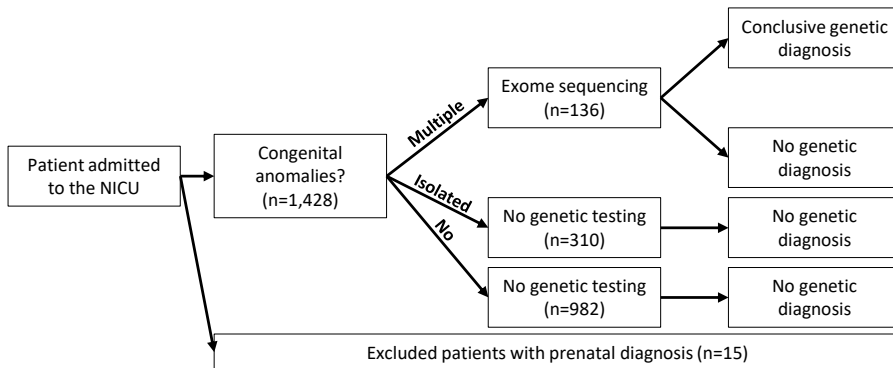 Patient admitted
to the NICU
Congenital
anomalies?
(n=1,428)
Multiple
Isolated
No
Exome sequencing
(n=136)
Conclusive genetic
diagnosis
No genetic
diagnosis
No genetic testing
(n=310)
No genetic
diagnosis
No genetic testing
(n=982)
No genetic
diagnosis
Excluded patients with prenatal diagnosis (n=15)